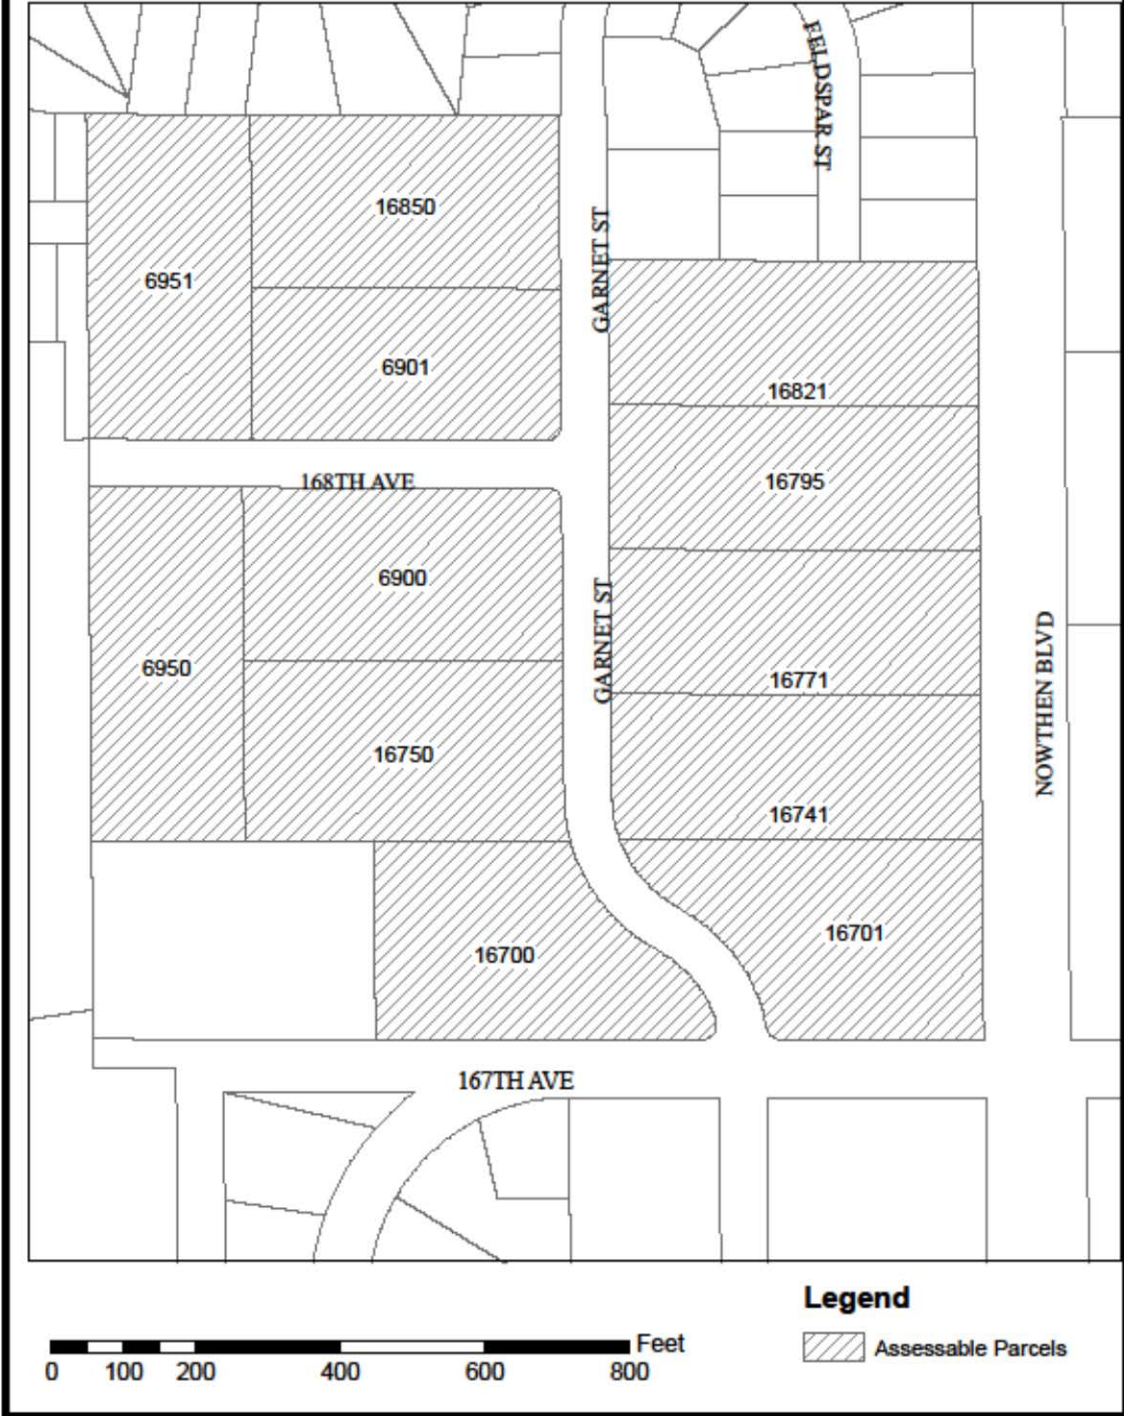 FELDSPAR ST
16850
GARNET ST
6951
6901
16821
168TH AVE
16795
6900
GARNET ST
6950
16771
NOWTHEN BLVD
16750
16741
16701
16700
167TH AVE
Legend
Feet
Assessable Parcels
0 100 200 400 600 800